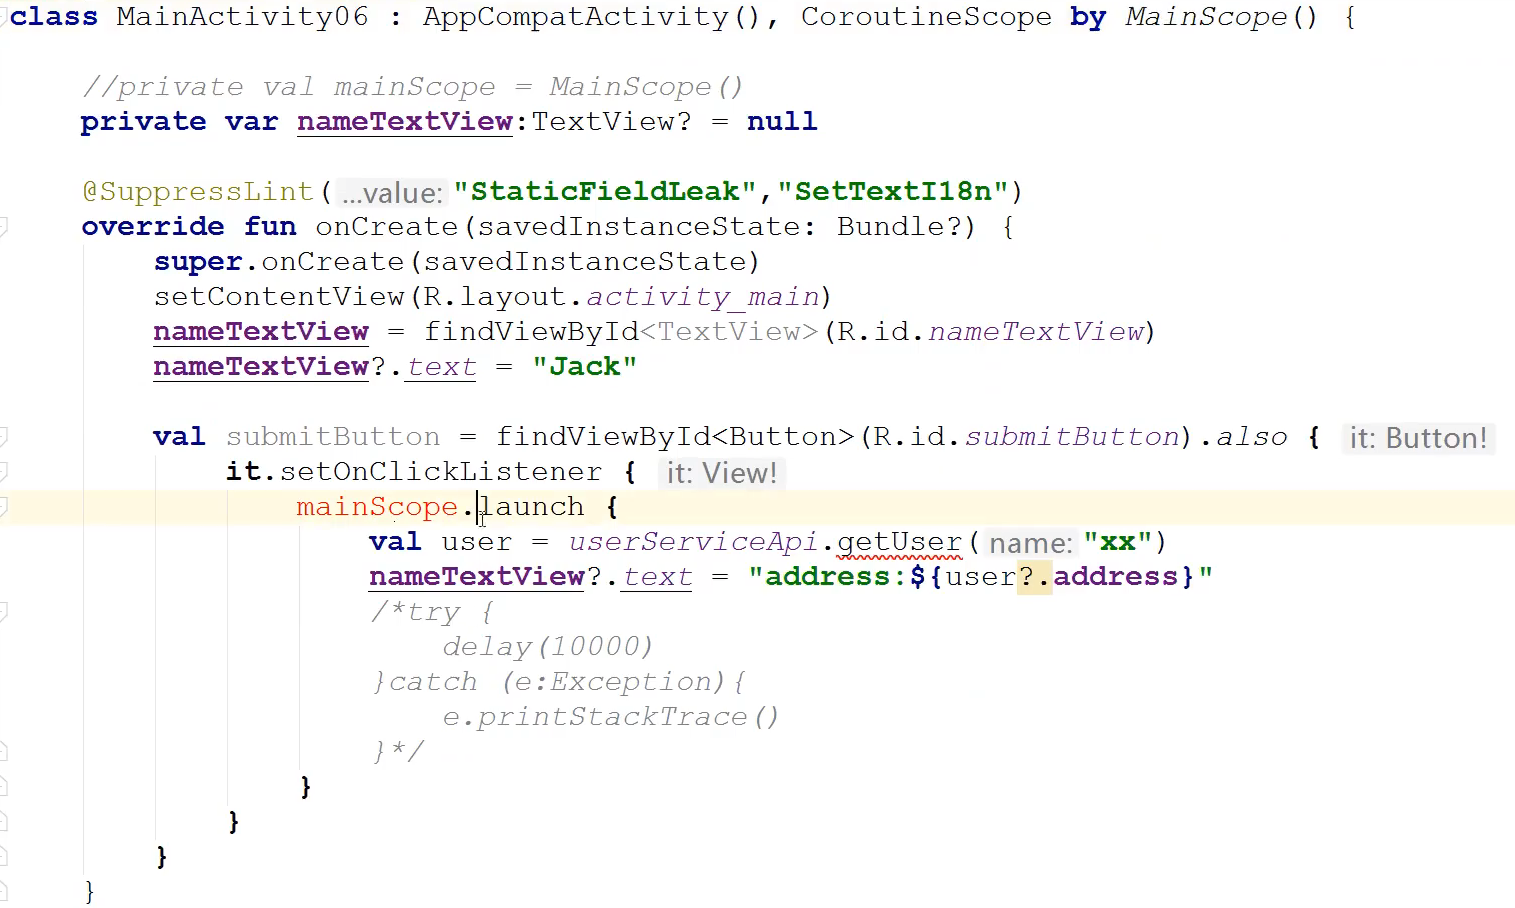 class MainActivity06 : AppCompatActivity(), CoroutineScope by MainScope() {
//private val mainScope = MainScope()
private var nameTextView:TextView? = null
@SuppressLint( ...value: "StaticFieldLeak","SetTextI18n")
override fun onCreate(savedInstanceState: Bundle?) {
super.onCreate(savedInstanceState)
setContentView(R.layout.activity_main)
nameTextView = findViewById<TextView>(R.id.nameTextView)
nameTextView?.text = "Jack"
val submitButton = findViewById<Button>(R.id.submitButton).also { it: Button!
it.setOnClickListener { it: View!
mainScope.launch {
val user = userServiceApi.getUser( name: "xx")
nameTextView?.text = "address:${user?.address}"
/*try {
delay(10000)
}catch (e:Exception){
e.printStackTrace()
}*/
}
}
}
}